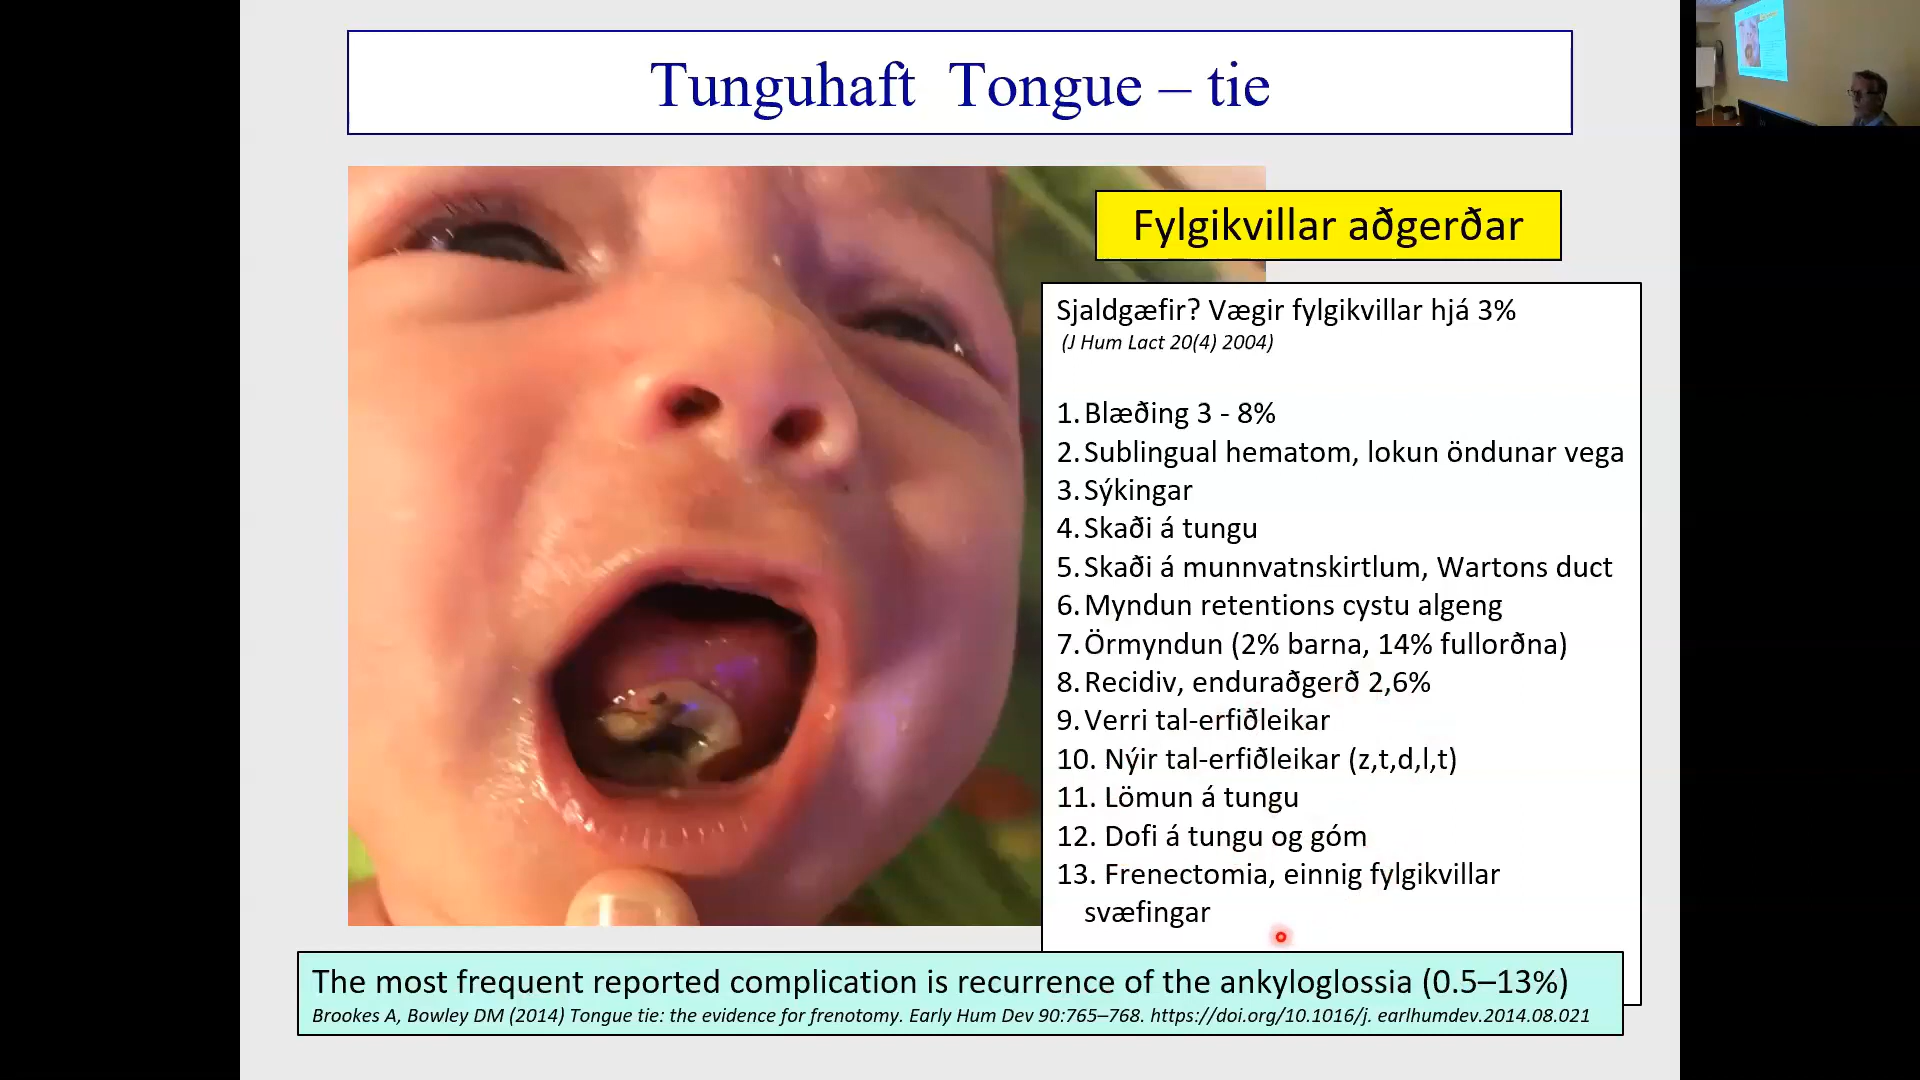 Tunguhaft Tongue – tie
Fylgikvillar aðgerðar
Sjaldgæfir? Vægir fylgikvillar hjá 3%
(J Hum Lact 20(4) 2004)
1. Blæðing 3 - 8%
2. Sublingual hematom, lokun öndunar vega
3. Sýkingar
4. Skaði á tungu
5. Skaði á munnvatnskirtlum, Wartons duct
6. Myndun retentions cystu algeng
7. Örmyndun (2% barna, 14% fullorðna)
8. Recidiv, enduraðgerð 2,6%
9. Verri tal-erfiðleikar
10. Nýir tal-erfiðleikar (z,t,d,l,t)
11. Lömun á tungu
12. Dofi á tungu og góm
13. Frenectomia, einnig fylgikvillar
svæfingar
The most frequent reported complication is recurrence of the ankyloglossia (0.5–13%)
Brookes A, Bowley DM (2014) Tongue tie: the evidence for frenotomy. Early Hum Dev 90:765–768. https://doi.org/10.1016/j. earlhumdev.2014.08.021